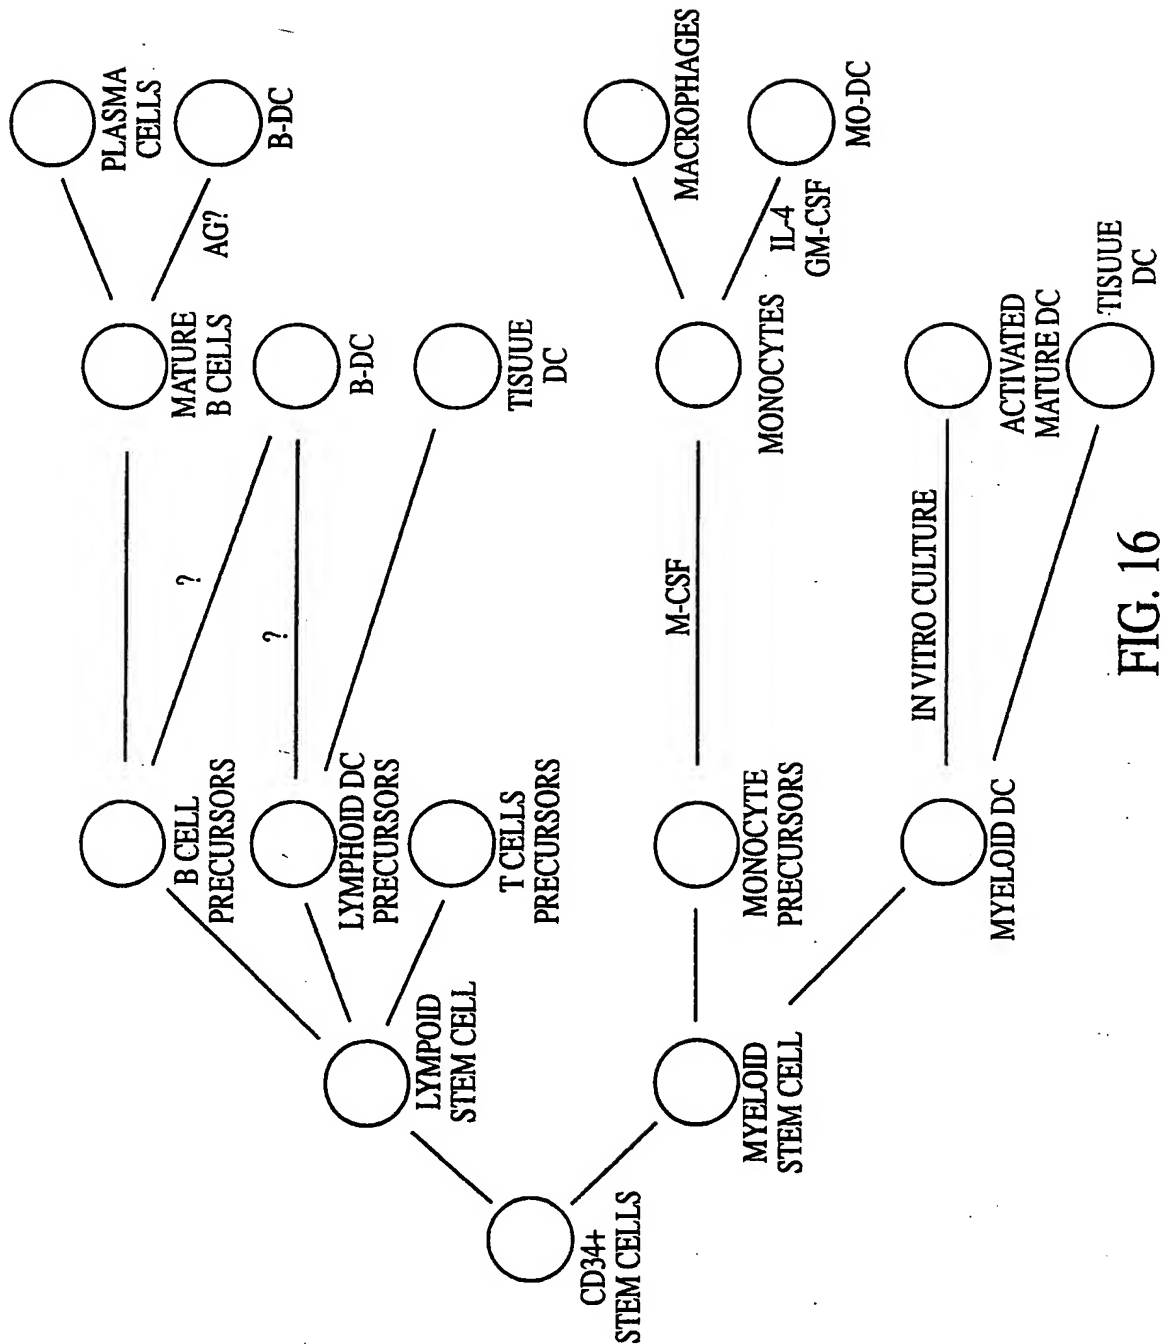 CD34+
STEM CELLS
LYMPOID
STEM CELL
MYELOID
STEM CELL
B CELL
PRECURSORS
LYMPHOID DC
PRECURSORS
T CELLS
PRECURSORS
MONOCYTE
PRECURSORS
MYELOID DC
?
?
M-CSF
IN VITRO CULTURE
MATURE
B CELLS
B-DC
TISUUE
DC
MONOCYTES
ACTIVATED
MATURE DC
TISUUE
DC
AG?
IL-4
GM-CSF
PLASMA
CELLS
B-DC
MACROPHAGES
MO-DC
FIG. 16